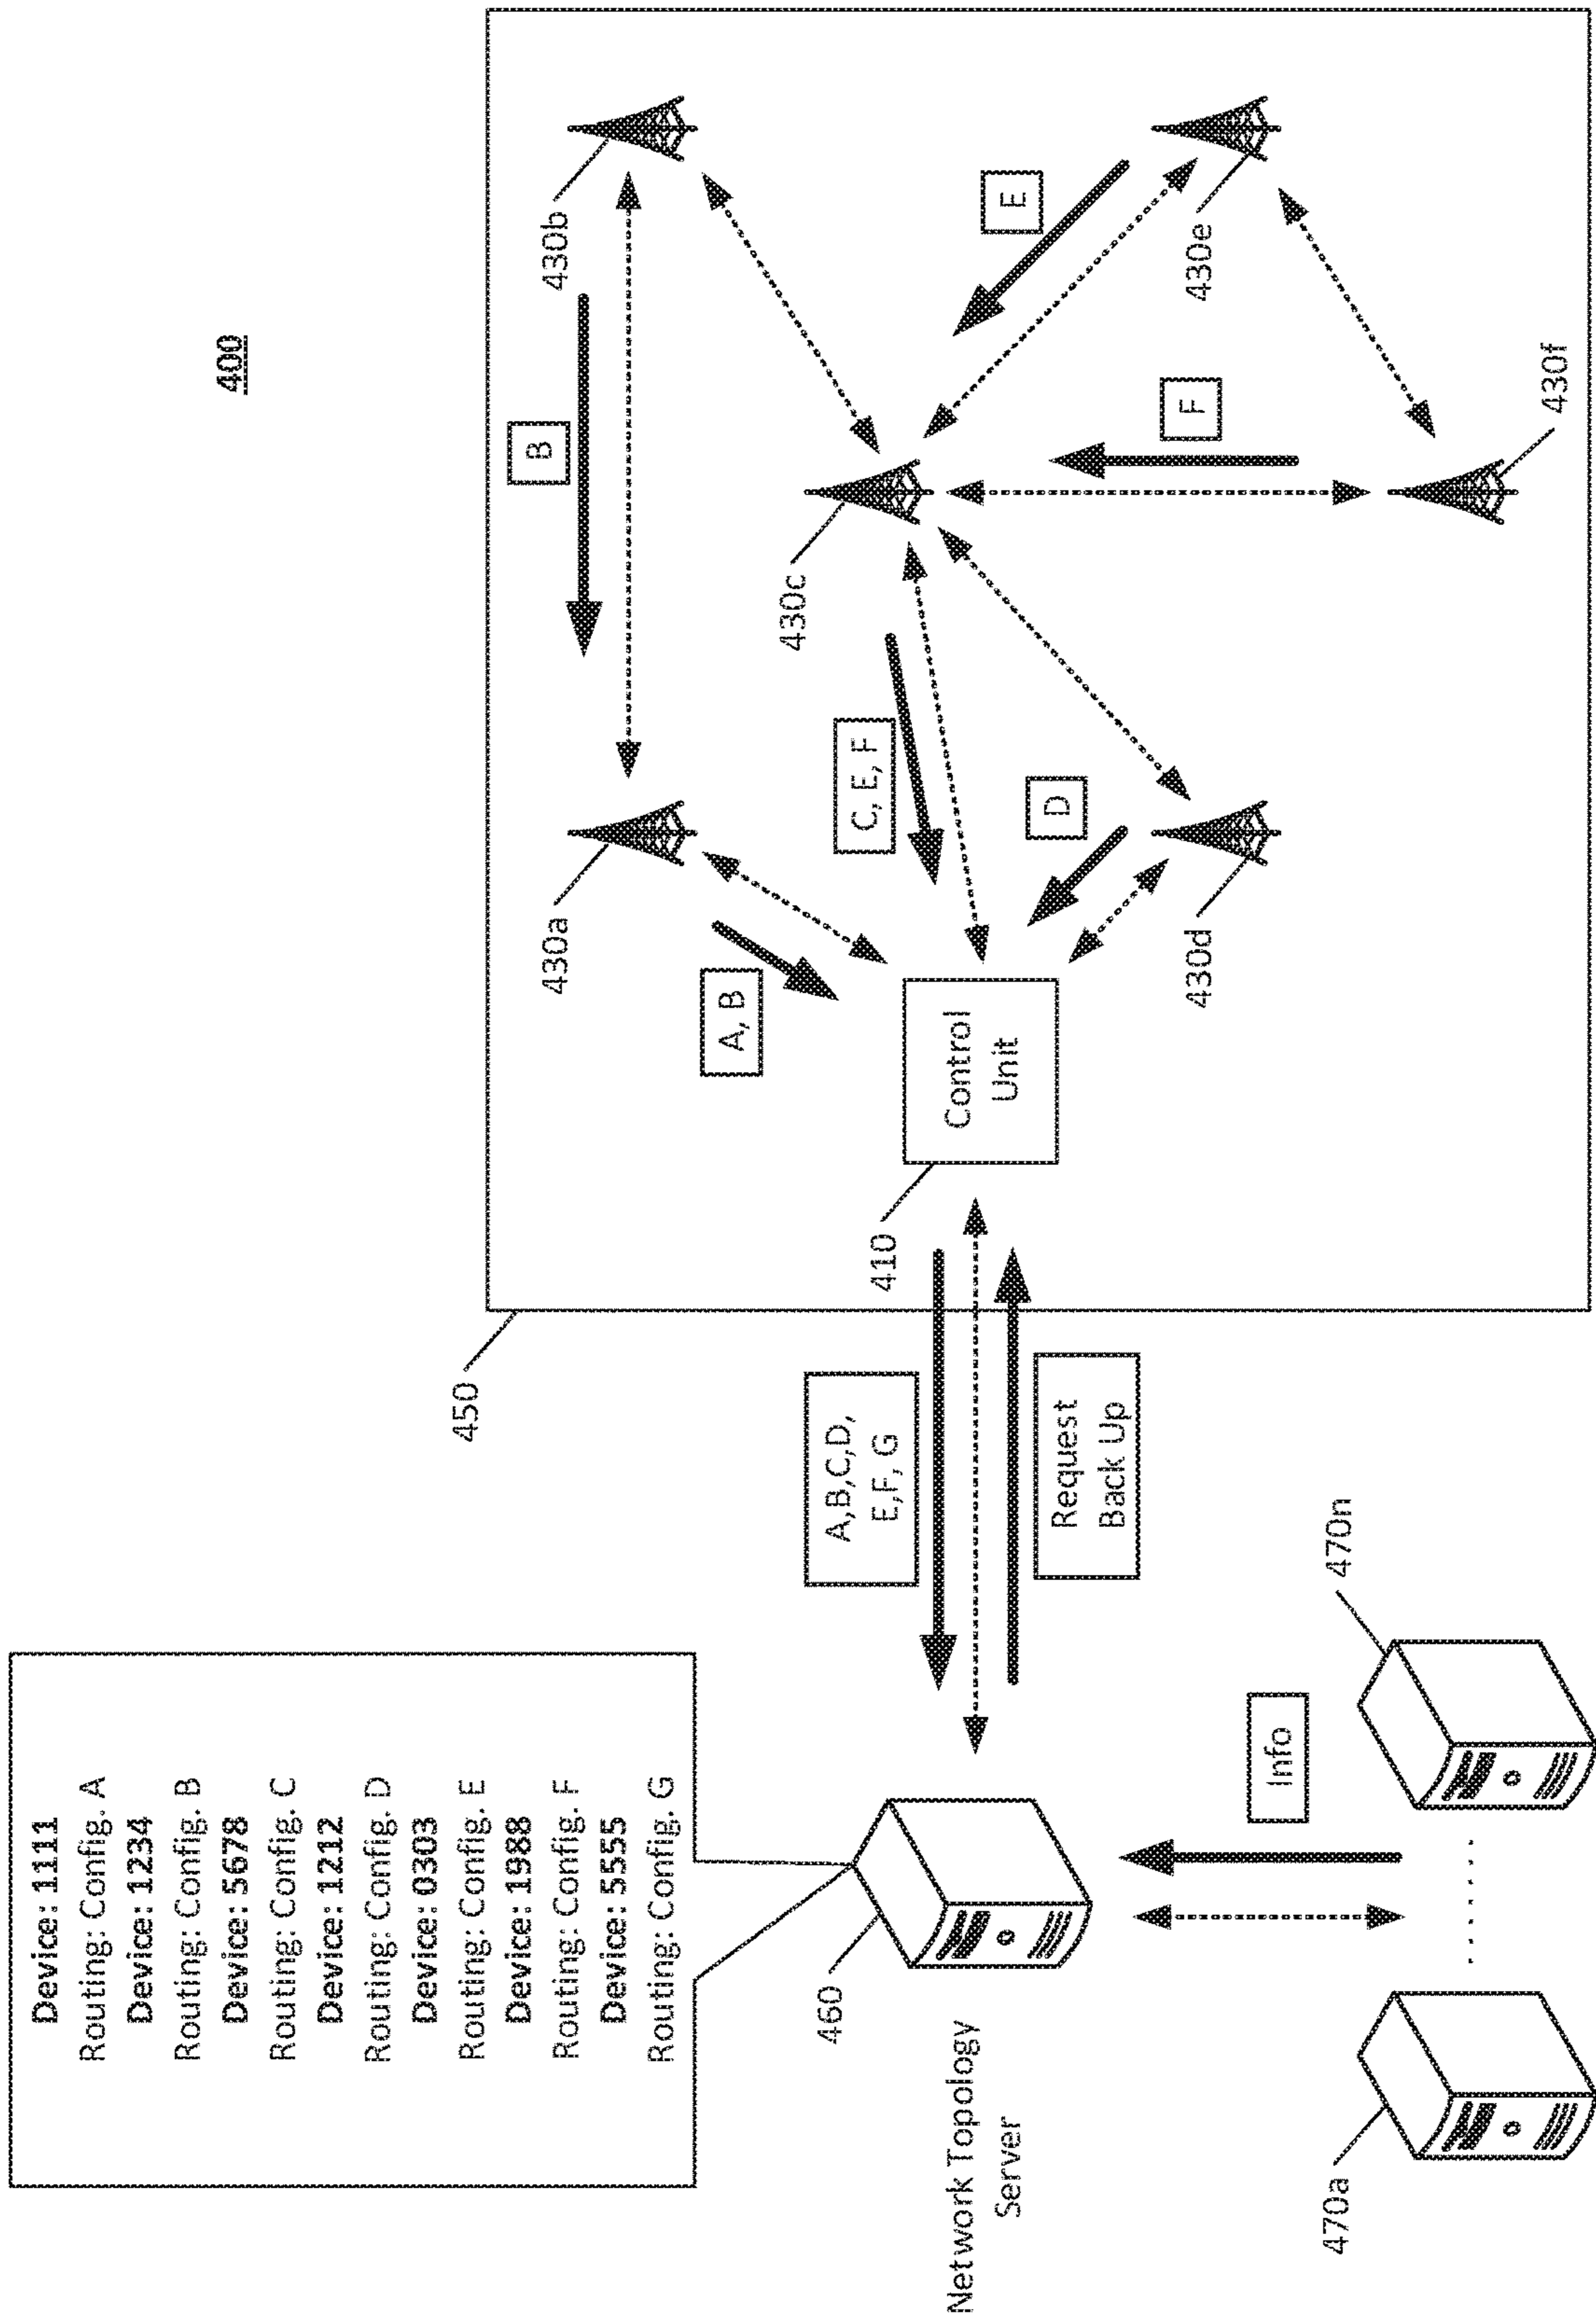 400
Device: 1111
Routing: Config. A
Device: 1234
Routing: Config. B
Device: 5678
Routing: Config. C
Device: 1212
Routing: Config. D
Device: 0303
Routing: Config. E
Device: 1988
Routing: Config. F
Device: 5555
Routing: Config. G
460
Network Topology
Server
470a
470n
Info
A,B,C,D,
E,F, G
Request
Back Up
450
410
Control
Unit
A, B
430a
B
430b
C, E, F
430c
D
430d
E
430e
F
430f